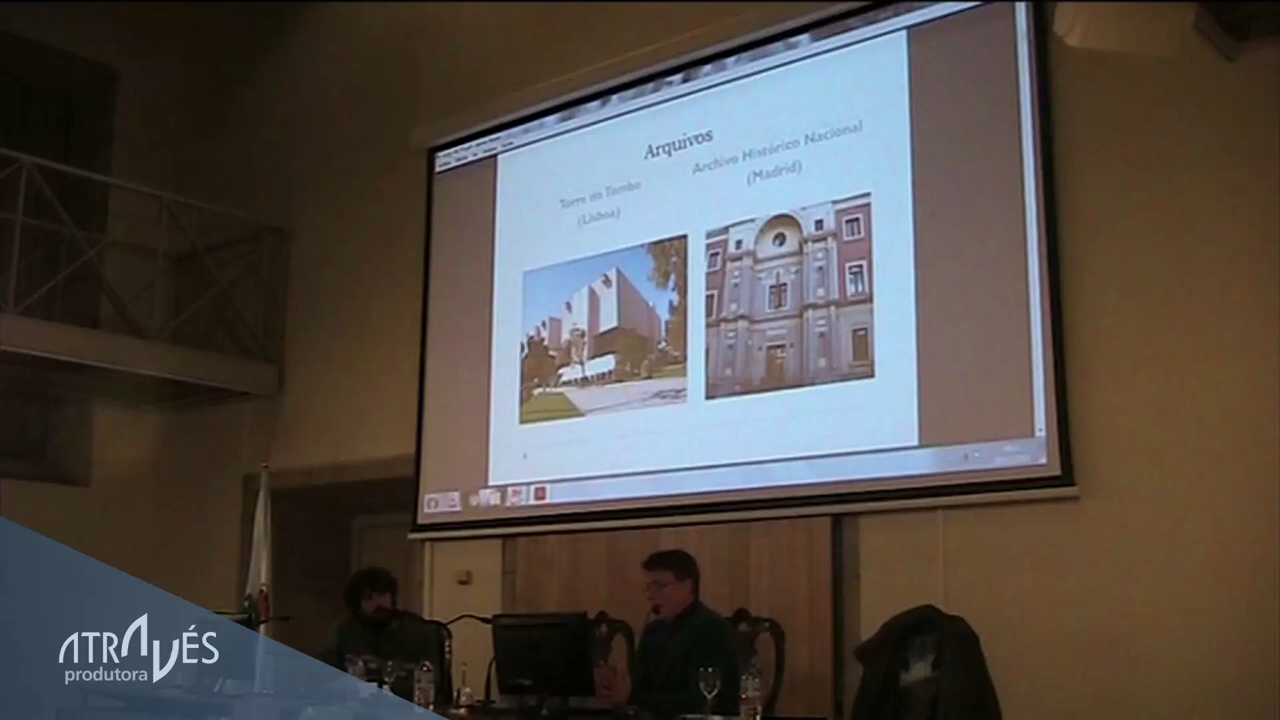 Arquivos
Torre do Tombo
(Lisboa)
Archivo Histórico Nacional
(Madrid)
ATRAVÉS
produtora